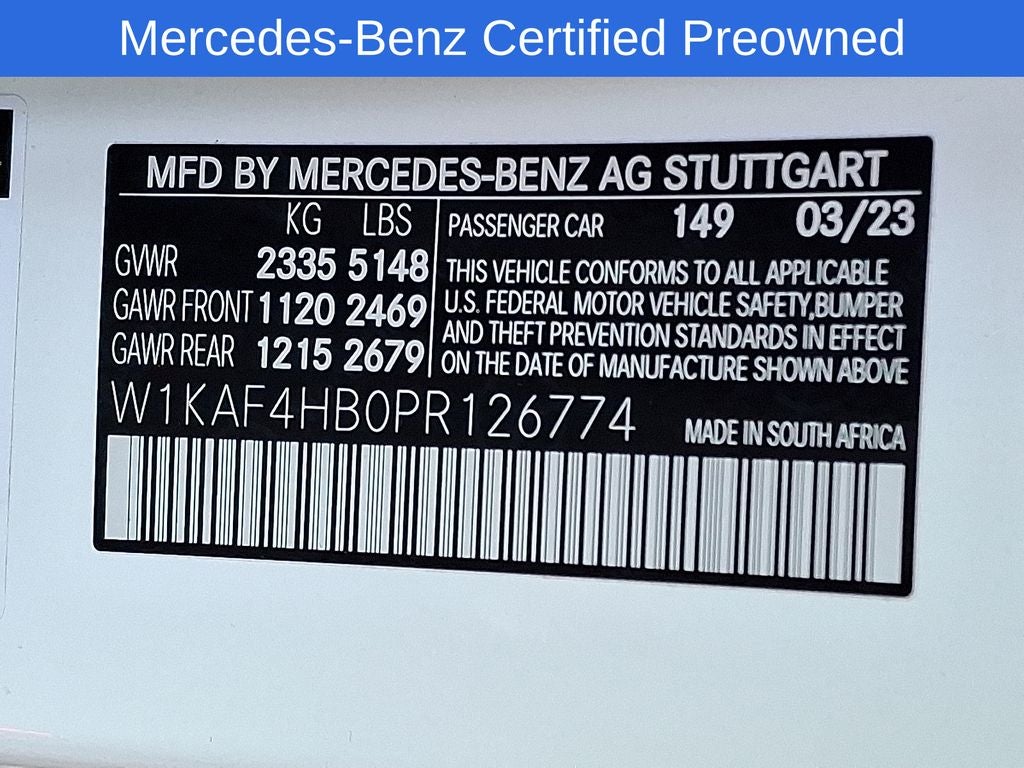 Mercedes-Benz Certified Preowned
MFD BY MERCEDES-BENZ AG STUTTGART
KG LBS
GVWR 2335 5148
GAWR FRONT 1120 2469
GAWR REAR 1215 2679
PASSENGER CAR 149 03/23
THIS VEHICLE CONFORMS TO ALL APPLICABLE
U.S. FEDERAL MOTOR VEHICLE SAFETY,BUMPER
AND THEFT PREVENTION STANDARDS IN EFFECT
ON THE DATE OF MANUFACTURE SHOWN ABOVE
W1KAF4HB0PR126774
MADE IN SOUTH AFRICA